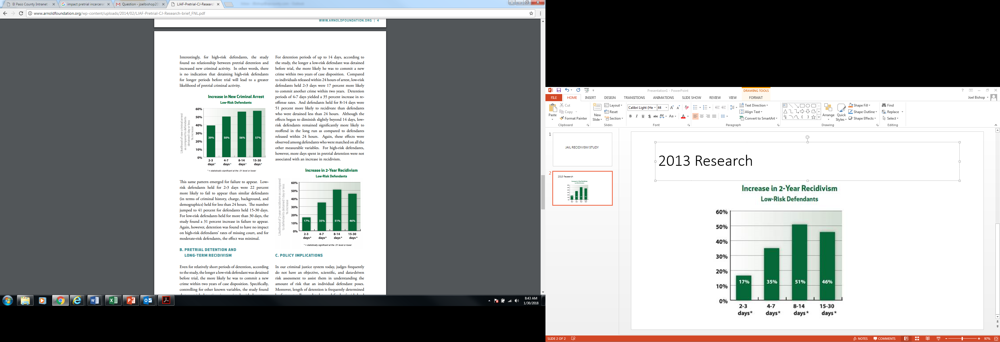 El Paso County Intranet
impact pretrial incarcera
Question - joelbishop20
LJAF-Pretrial-CJ-Research
www.arnoldfoundation.org/wp-content/uploads/2014/02/LJAF-Pretrial-CJ-Research-brief_FNL.pdf
WWW.ARNOLDFOUNDATION.ORG | 4
Interestingly, for high-risk defendants, the study
found no relationship between pretrial detention and
increased new criminal activity. In other words, there
is no indication that detaining high-risk defendants
for longer periods before trial will lead to a greater
likelihood of pretrial criminal activity.
Increase in New Criminal Arrest
Low-Risk Defendants
Likelihood of new criminal arrest
as compared to defendants
detained 1 day or less
% increase
60%
50%
40%
30%
20%
10%
0%
39%
50%
56%
57%
2-3 days*
4-7 days*
8-14 days*
15-30 days*
* = statistically significant at the .01 level or lower
This same pattern emerged for failure to appear. Low-
risk defendants held for 2-3 days were 22 percent
more likely to fail to appear than similar defendants
(in terms of criminal history, charge, background, and
demographics) held for less than 24 hours. The number
jumped to 41 percent for defendants held 15-30 days.
For low-risk defendants held for more than 30 days, the
study found a 31 percent increase in failure to appear.
Again, however, detention was found to have no impact
on high-risk defendants' rates of missing court, and for
moderate-risk defendants, the effect was minimal.
B. PRETRIAL DETENTION AND
LONG-TERM RECIDIVISM
Even for relatively short periods of detention, according
to the study, the longer a low-risk defendant was detained
before trial, the more likely he was to commit a new
crime within two years of case disposition. Specifically,
controlling for other known variables, the study found
For detention periods of up to 14 days, according to
the study, the longer a low-risk defendant was detained
before trial, the more likely he was to commit a new
crime within two years of case disposition. Compared
to individuals released within 24 hours of arrest, low-risk
defendants held 2-3 days were 17 percent more likely
to commit another crime within two years. Detention
periods of 4-7 days yielded a 35 percent increase in re-
offense rates. And defendants held for 8-14 days were
51 percent more likely to recidivate than defendants
who were detained less than 24 hours. Although the
effects began to diminish slightly beyond 14 days, low-
risk defendants remained significantly more likely to
reoffend in the long run as compared to defendants
released within 24 hours. Again, these effects were
observed among defendants who were matched on all the
other measurable variables. For high-risk defendants,
however, more days spent in pretrial detention were not
associated with an increase in recidivism.
Increase in 2-Year Recidivism
Low-Risk Defendants
Likelihood of 2-year recidivism as compared
to defendants detained 1 day or less
% increase
60%
50%
40%
30%
20%
10%
0%
17%
35%
51%
46%
2-3 days*
4-7 days*
8-14 days*
15-30 days*
* = statistically significant at the .01 level or lower
C. POLICY IMPLICATIONS
In our criminal justice system today, judges frequently
do not have an objective, scientific, and data-driven
risk assessment to assist them in understanding the
amount of risk that an individual defendant poses.
Moreover, length of detention is frequently determined
8:43 AM
1/30/2018
Presentation1 - PowerPoint
DRAWING TOOLS
FILE HOME INSERT DESIGN TRANSITIONS ANIMATIONS SLIDE SHOW REVIEW VIEW FORMAT
Joel Bishop
Paste
Cut
Copy
Format Painter
Clipboard
New Slide
Layout
Reset
Section
Slides
Calibri Light (He
44
Font
Text Direction
Align Text
Convert to SmartArt
Paragraph
Arrange
Quick Styles
Shape Fill
Shape Outline
Shape Effects
Drawing
Find
Replace
Select
Editing
1
JAIL RECIDIVISM STUDY
2
2013 Research
Increase in 2-Year Recidivism
2013 Research
Increase in 2-Year Recidivism
Low-Risk Defendants
60%
50%
40%
30%
20%
10%
0%
17%
35%
51%
46%
2-3 days*
4-7 days*
8-14 days*
15-30 days*
SLIDE 2 OF 2
NOTES
COMMENTS
97%